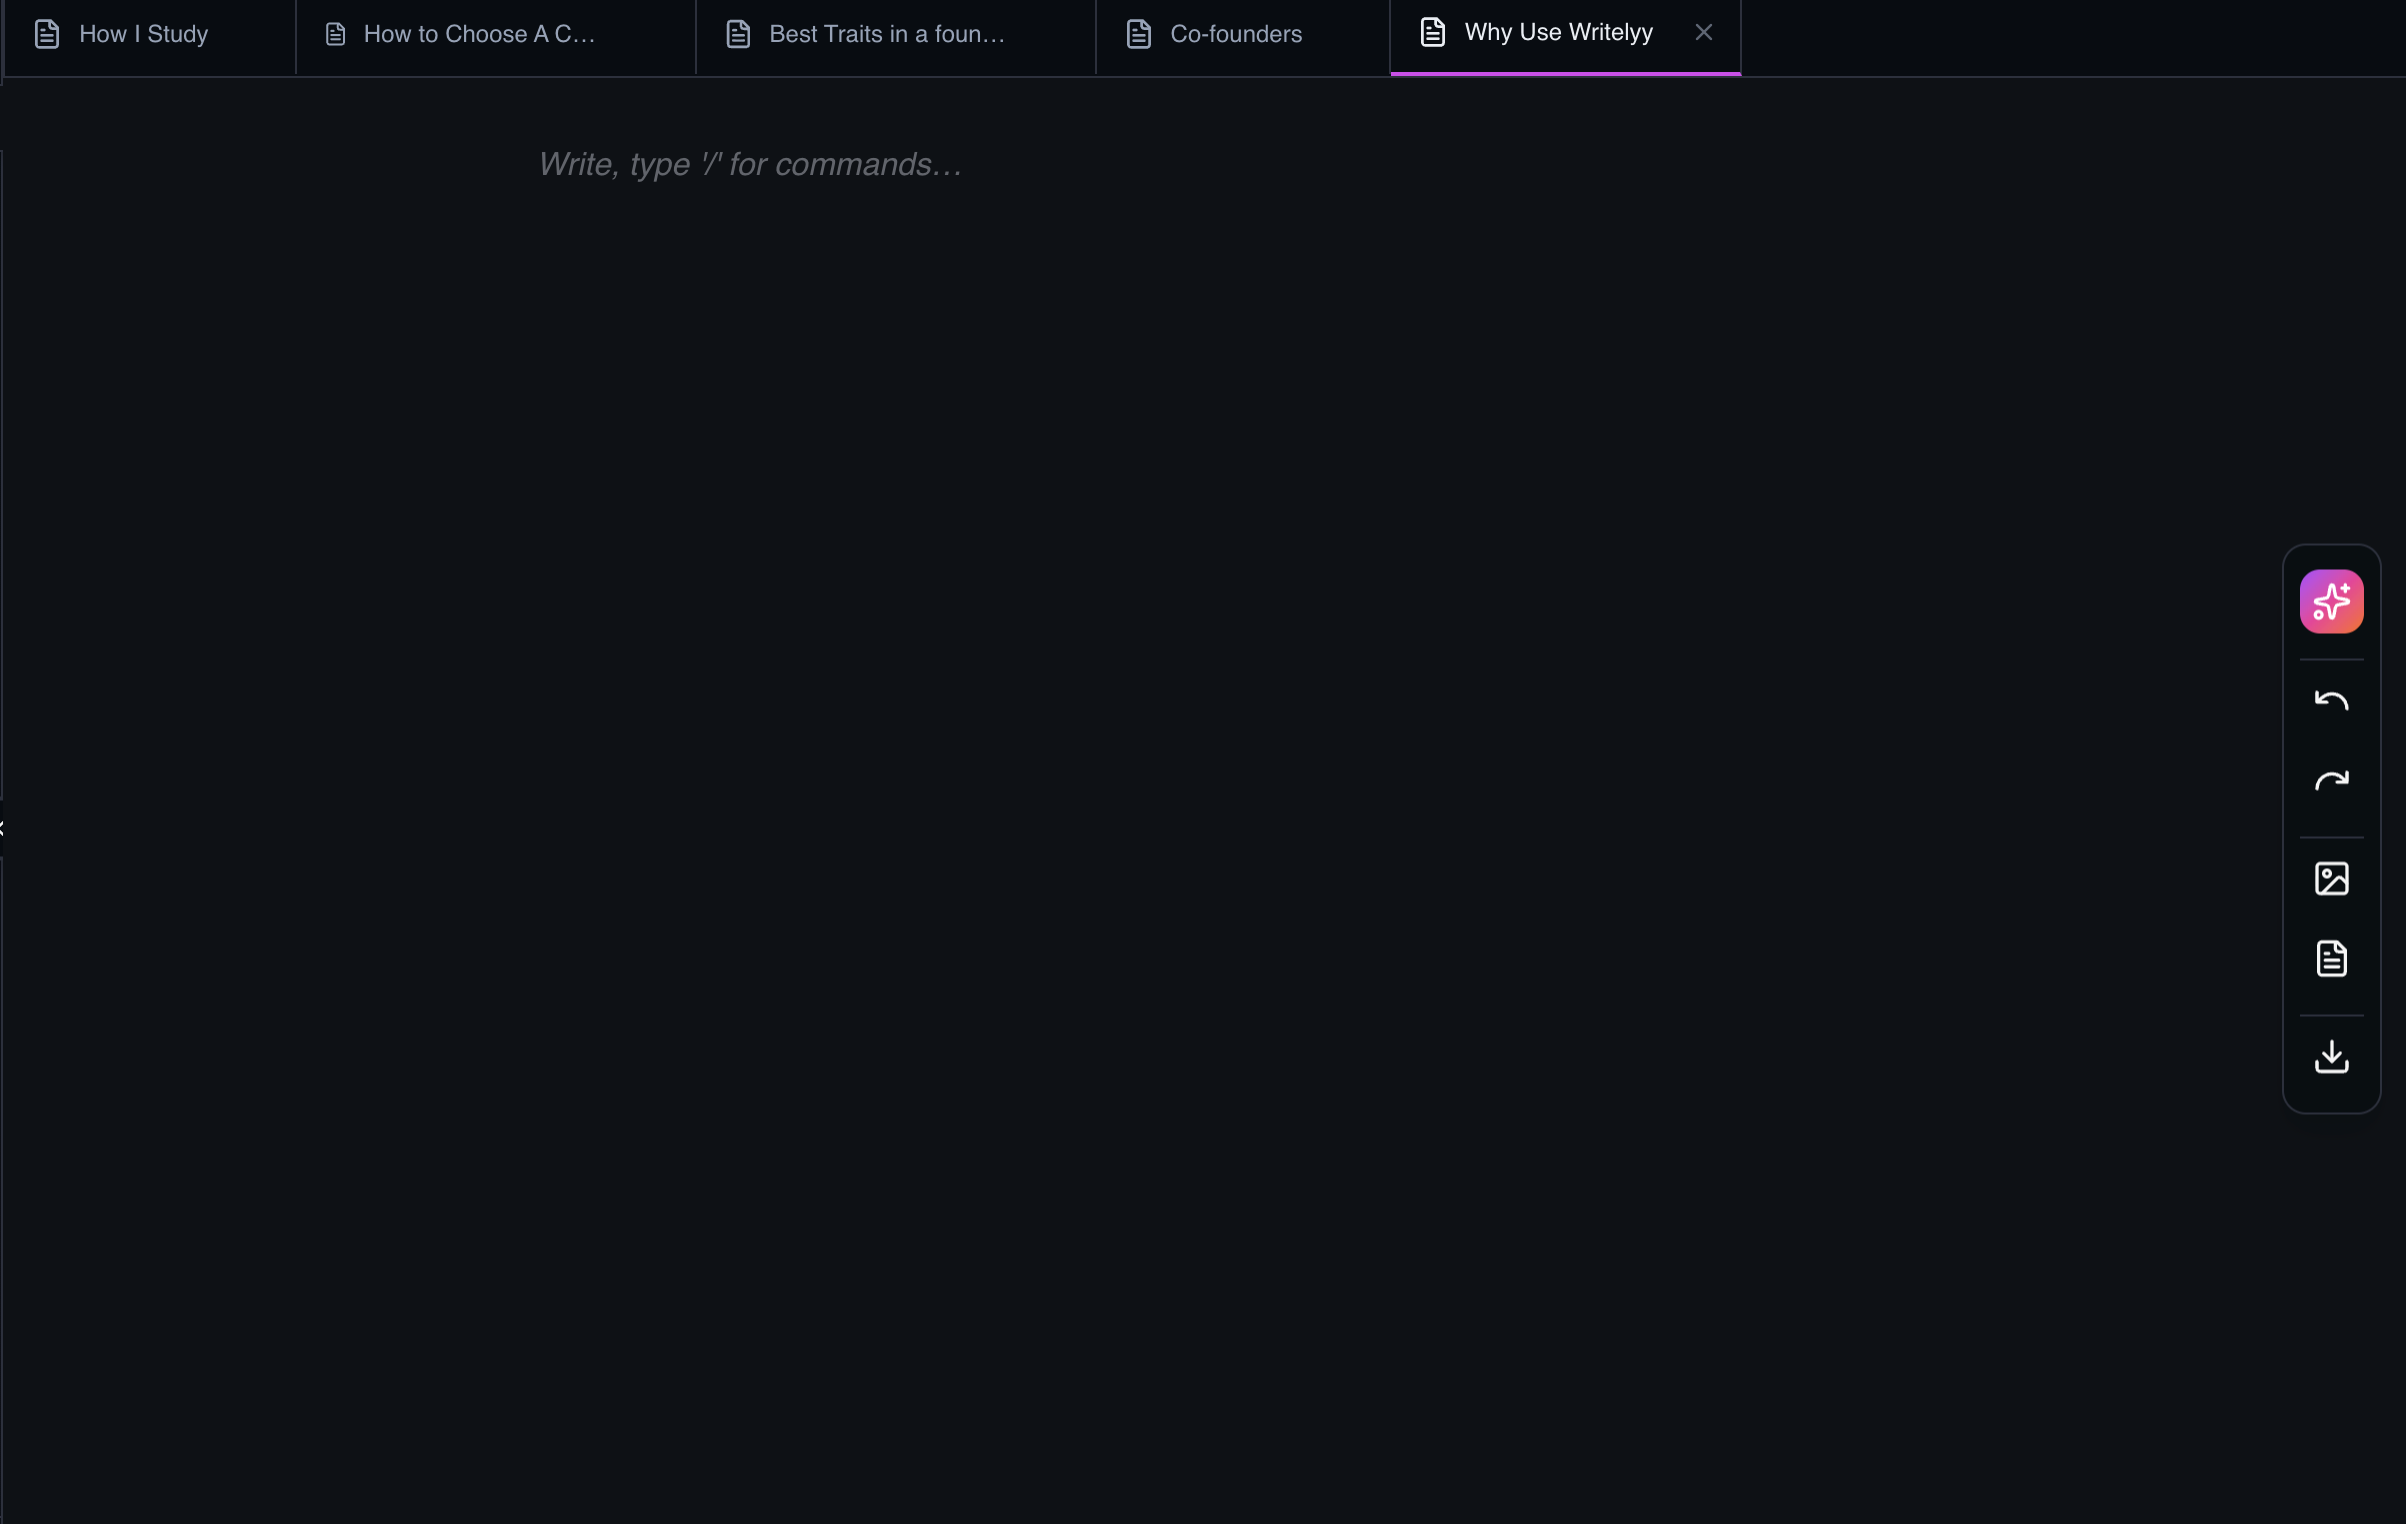 How I Study
How to Choose A C...
Best Traits in a foun...
Co-founders
Why Use Writelyy
Write, type '/' for commands...